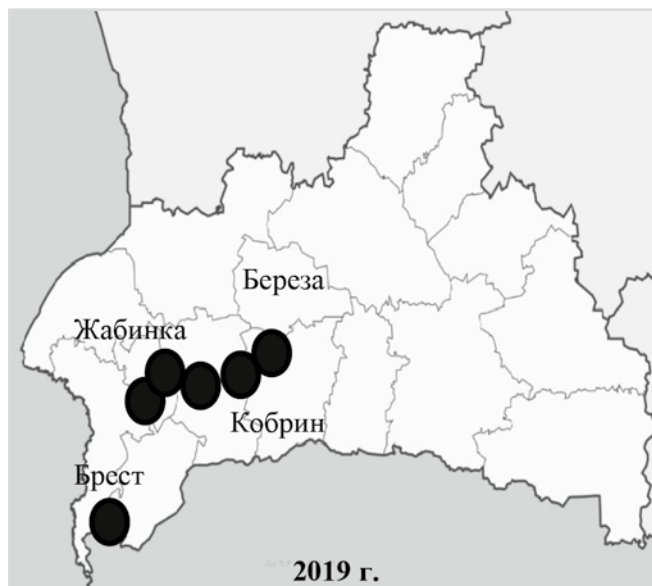 Береза
Жабинка
Кобрин
Брест
2019 г.